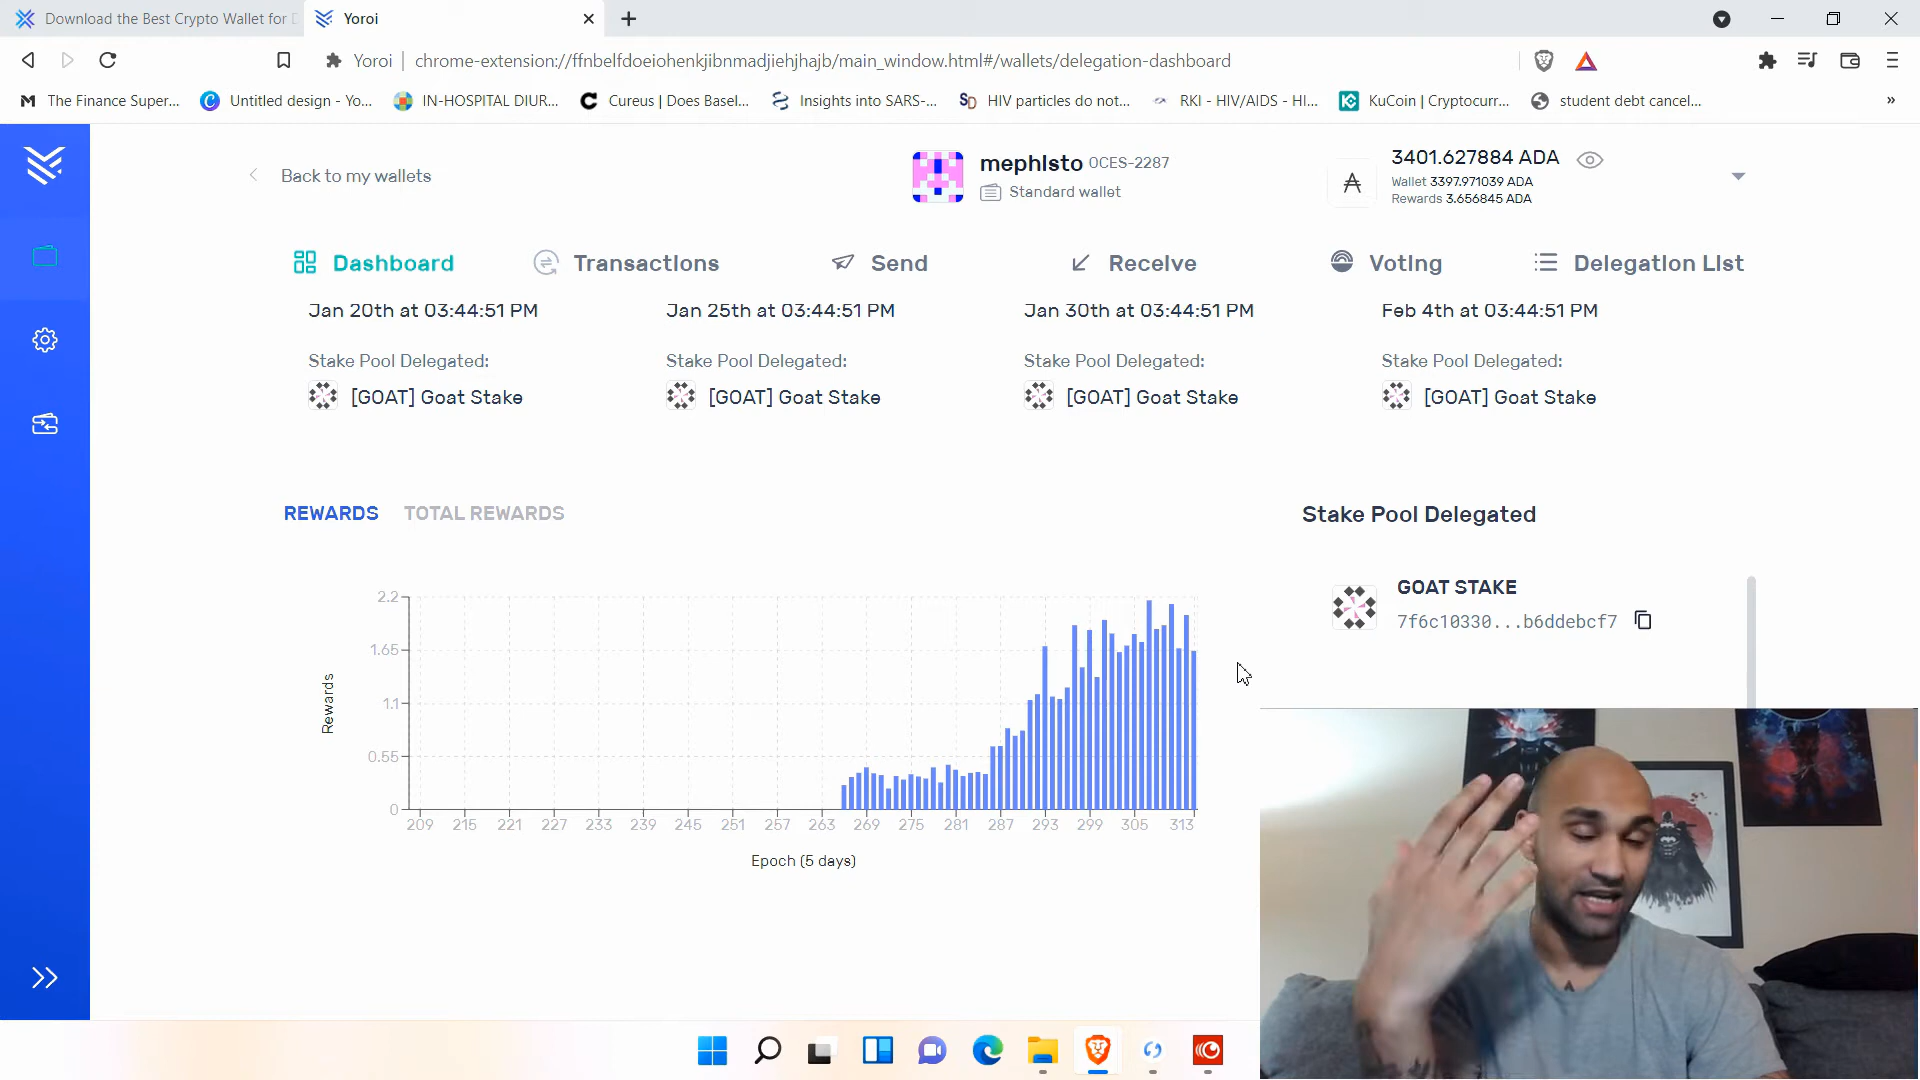 Download the Best Crypto Wallet for D
Yoroi
Yoroi
chrome-extension://ffnbelfdoeiohenkjibnmadjiehjhajb/main_window.html#/wallets/delegation-dashboard
The Finance Super...
Untitled design - Yo...
IN-HOSPITAL DIUR...
Cureus | Does Basel...
Insights into SARS-...
HIV particles do not...
RKI - HIV/AIDS - HI...
KuCoin | Cryptocurr...
student debt cancel...
Back to my wallets
mephisto OCES-2287
Standard wallet
3401.627884 ADA
Wallet 3397.971039 ADA
Rewards 3.656845 ADA
Dashboard
Transactions
Send
Receive
Voting
Delegation List
Jan 20th at 03:44:51 PM
Jan 25th at 03:44:51 PM
Jan 30th at 03:44:51 PM
Feb 4th at 03:44:51 PM
Stake Pool Delegated:
Stake Pool Delegated:
Stake Pool Delegated:
Stake Pool Delegated:
[GOAT] Goat Stake
[GOAT] Goat Stake
[GOAT] Goat Stake
[GOAT] Goat Stake
REWARDS
TOTAL REWARDS
Stake Pool Delegated
GOAT STAKE
7f6c10330...b6ddebcf7
2.2
1.65
1.1
0.55
0
Rewards
209 215 221 227 233 239 245 251 257 263 269 275 281 287 293 299 305 313
Epoch (5 days)